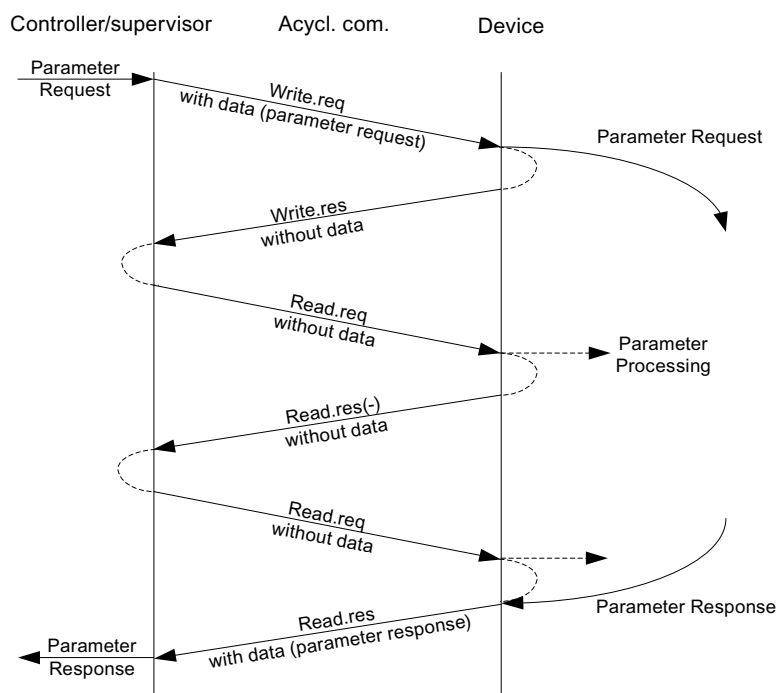 Controller/supervisor
Acycl. com.
Device
Parameter
Request
Write.req
with data (parameter request)
Parameter Request
Write.res
without data
Read.req
without data
Parameter
Processing
Read.res(-)
without data
Read.req
without data
Parameter Response
Read.res
with data (parameter response)
Parameter
Response